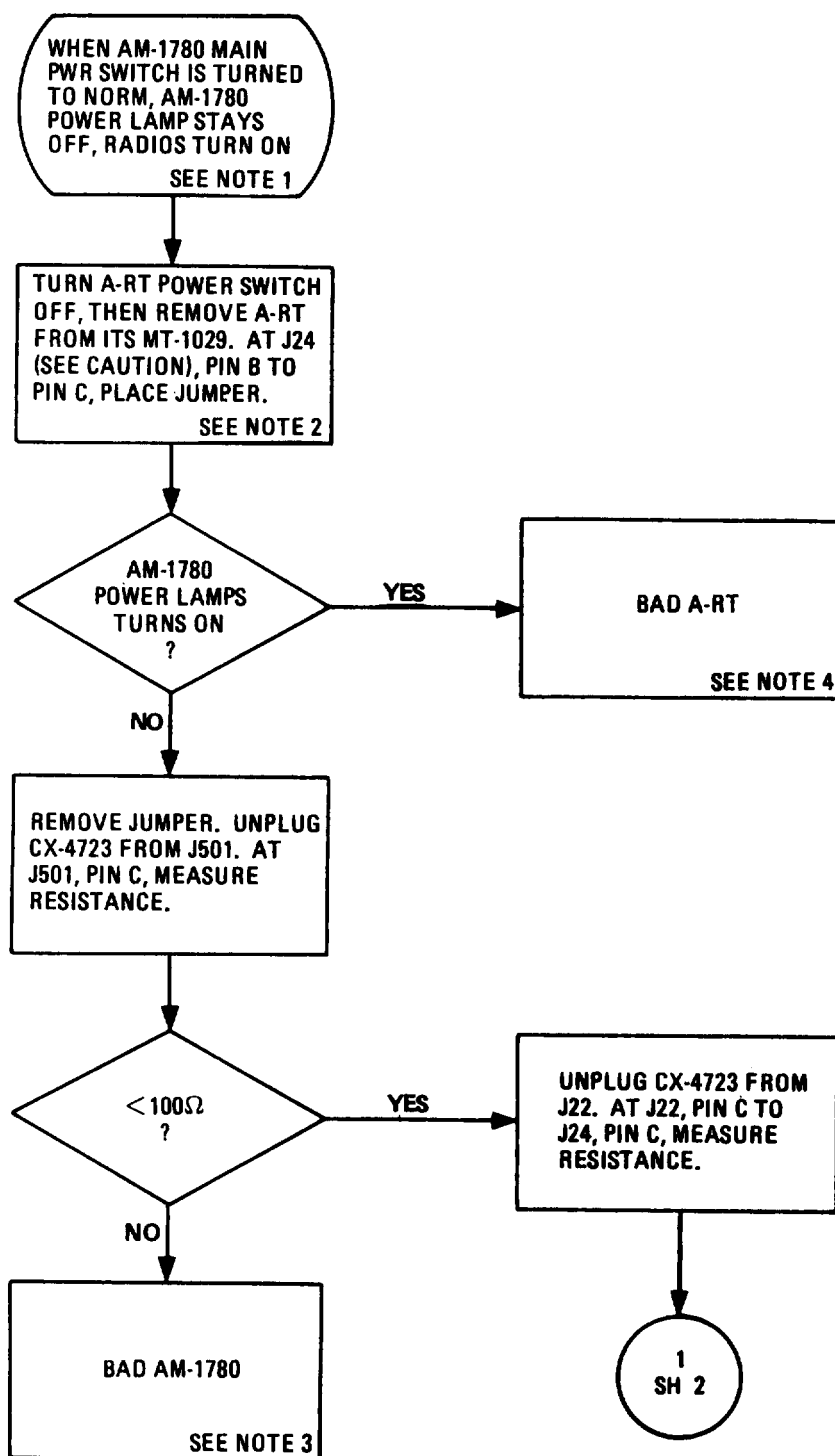 WHEN AM-1780 MAIN
PWR SWITCH IS TURNED
TO NORM, AM-1780
POWER LAMP STAYS
OFF, RADIOS TURN ON
SEE NOTE 1
TURN A-RT POWER SWITCH
OFF, THEN REMOVE A-RT
FROM ITS MT-1029. AT J24
(SEE CAUTION), PIN B TO
PIN C, PLACE JUMPER.
SEE NOTE 2
AM-1780
POWER LAMPS
TURNS ON
?
YES
BAD A-RT
SEE NOTE 4
NO
REMOVE JUMPER. UNPLUG
CX-4723 FROM J501. AT
J501, PIN C, MEASURE
RESISTANCE.
<100Ω
?
YES
UNPLUG CX-4723 FROM
J22. AT J22, PIN C TO
J24, PIN C, MEASURE
RESISTANCE.
NO
BAD AM-1780
SEE NOTE 3
1
SH 2